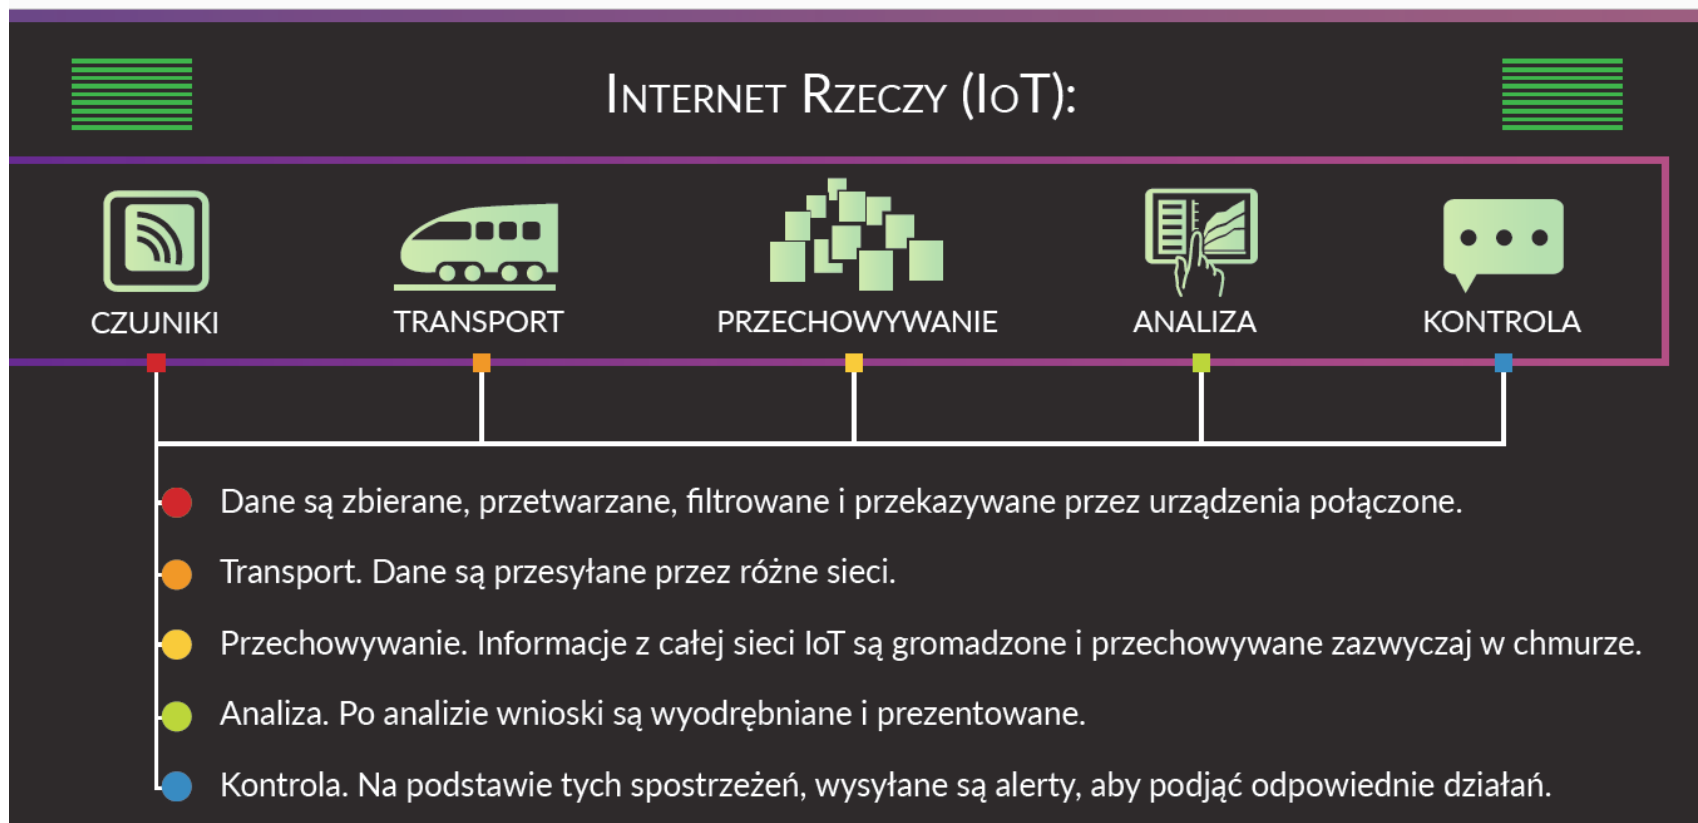 Internet Rzeczy (IoT):
CZUJNIKI
TRANSPORT
PRZECHOWYWANIE
ANALIZA
KONTROLA
Dane są zbierane, przetwarzane, filtrowane i przekazywane przez urządzenia połączone.
Transport. Dane są przesyłane przez różne sieci.
Przechowywanie. Informacje z całej sieci IoT są gromadzone i przechowywane zazwyczaj w chmurze.
Analiza. Po analizie wnioski są wyodrębniane i prezentowane.
Kontrola. Na podstawie tych spostrzeżeń, wysyłane są alerty, aby podjąć odpowiednie działań.